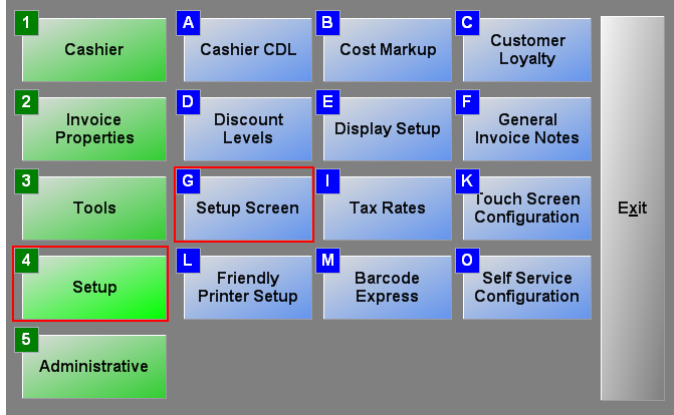 1
Cashier
A
Cashier CDL
B
Cost Markup
C
Customer
Loyalty
2
Invoice
Properties
D
Discount
Levels
E
Display Setup
F
General
Invoice Notes
3
Tools
G
Setup Screen
I
Tax Rates
K
Touch Screen
Configuration
Exit
4
Setup
L
Friendly
Printer Setup
M
Barcode
Express
O
Self Service
Configuration
5
Administrative